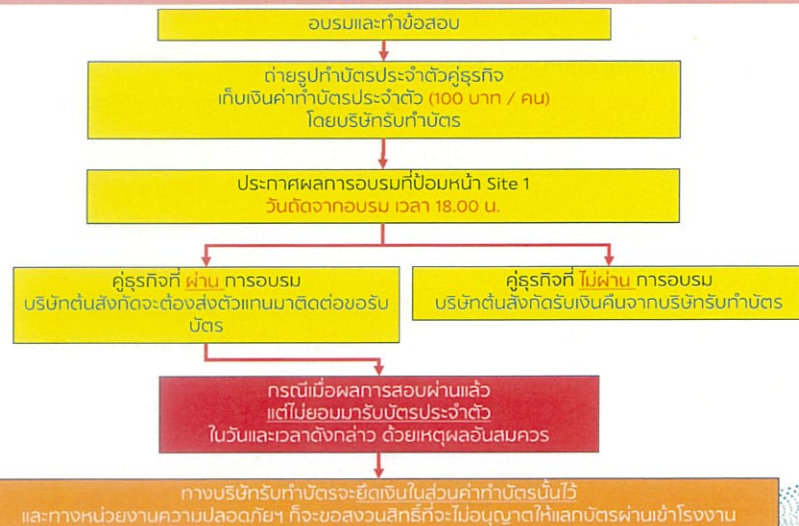 อบรมและทำข้อสอบ
ถ่ายรูปทำบัตรประจำตัวคู่ธุรกิจ
เก็บเงินค่าทำบัตรประจำตัว (100 บาท / คน)
โดยบริษัทรับทำบัตร
ประกาศผลการอบรมที่ป้อมหน้า Site 1
วันถัดจากอบรม เวลา 18.00 น.
คู่ธุรกิจที่ ผ่าน การอบรม
บริษัทต้นสังกัดจะต้องส่งตัวแทนมาติดต่อขอรับ
บัตร
คู่ธุรกิจที่ ไม่ผ่าน การอบรม
บริษัทต้นสังกัดรับเงินคืนจากบริษัทรับทำบัตร
กรณีเมื่อผลการสอบผ่านแล้ว
แต่ไม่ยอมมารับบัตรประจำตัว
ในวันและเวลาดังกล่าว ด้วยเหตุผลอันสมควร
ทางบริษัทรับทำบัตรจะยึดเงินในส่วนค่าทำบัตรนั้นไว้
และทางหน่วยงานความปลอดภัยฯ ก็จะขอสงวนสิทธิ์ที่จะไม่อนุญาตให้แลกบัตรผ่านเข้าโรงงาน